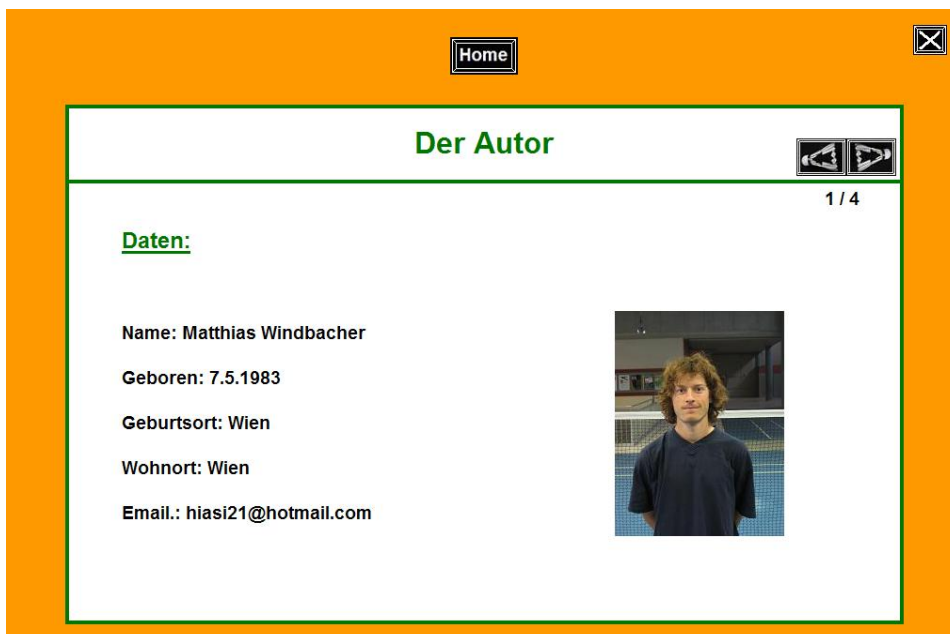 Home
Der Autor
1 / 4
Daten:
Name: Matthias Windbacher
Geboren: 7.5.1983
Geburtsort: Wien
Wohnort: Wien
Email.: hiasi21@hotmail.com